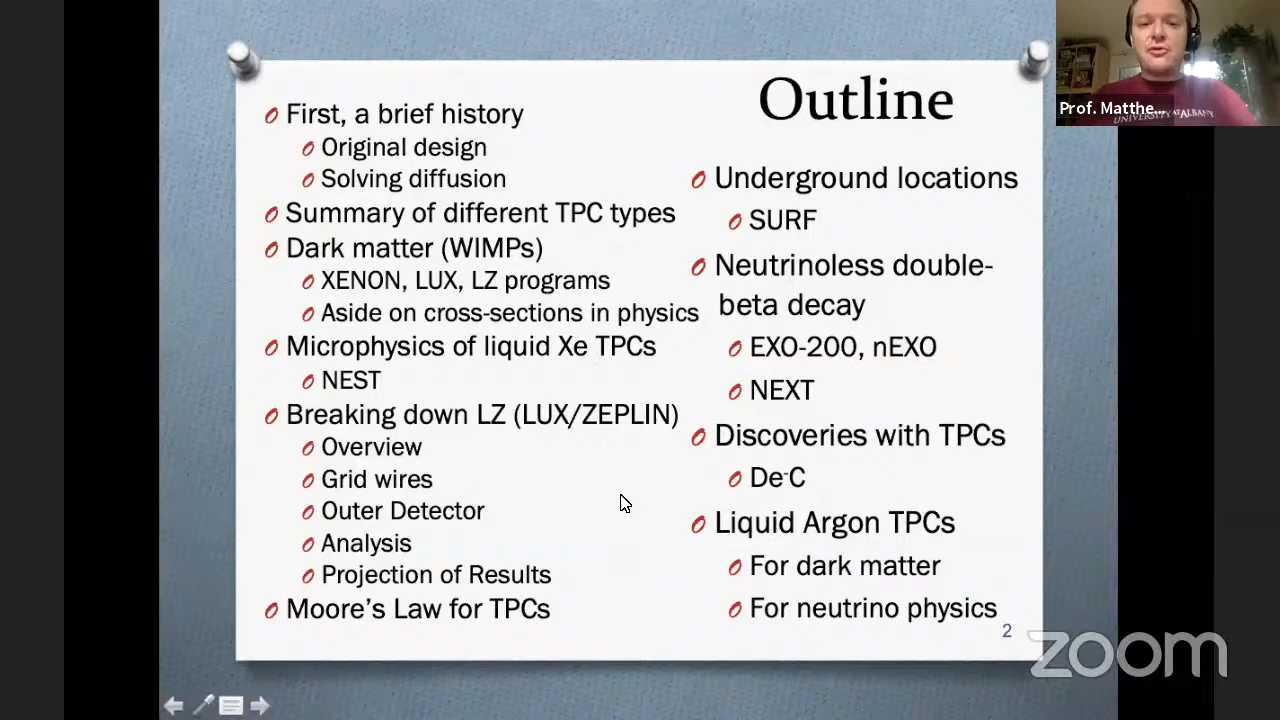 Outline
First, a brief history
Original design
Solving diffusion
Summary of different TPC types
Dark matter (WIMPs)
XENON, LUX, LZ programs
Aside on cross-sections in physics
Microphysics of liquid Xe TPCs
NEST
Breaking down LZ (LUX/ZEPLIN)
Overview
Grid wires
Outer Detector
Analysis
Projection of Results
Moore's Law for TPCs
Underground locations
SURF
Neutrinoless double-
beta decay
EXO-200, nEXO
NEXT
Discoveries with TPCs
De⁻C
Liquid Argon TPCs
For dark matter
For neutrino physics
2
Prof. Matthe...
UNIVERSITY AT ALBANY
zoom